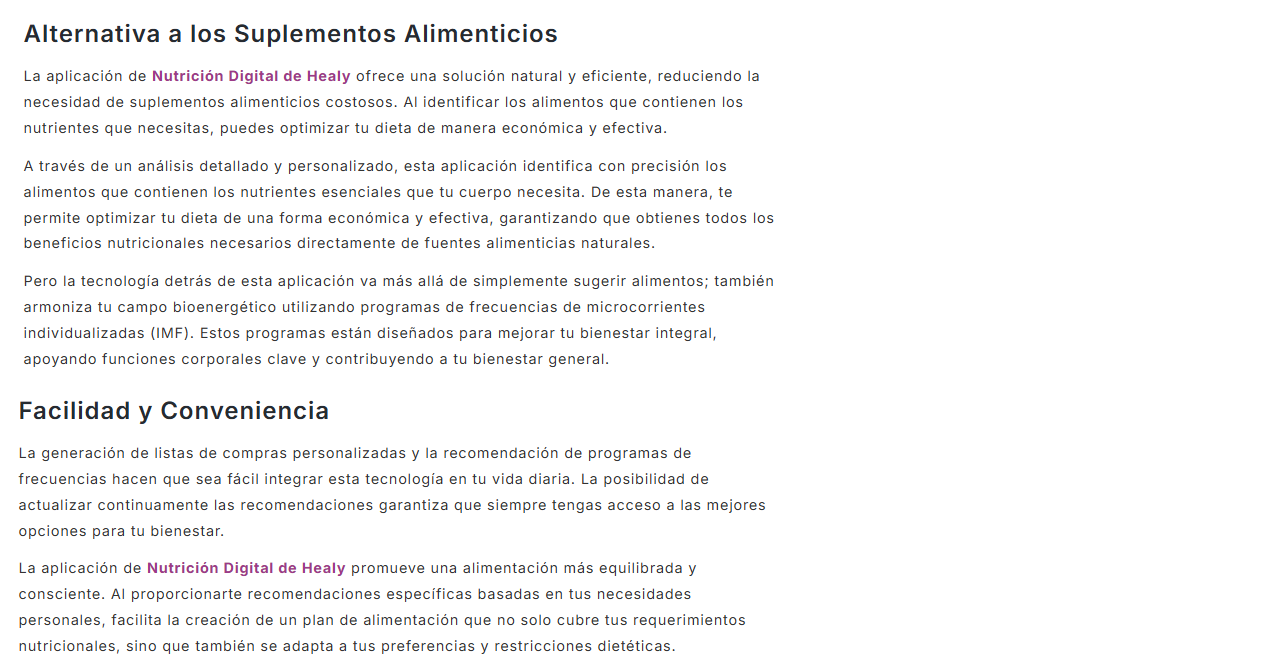 Alternativa a los Suplementos Alimenticios
La aplicación de Nutrición Digital de Healy ofrece una solución natural y eficiente, reduciendo la
necesidad de suplementos alimenticios costosos. Al identificar los alimentos que contienen los
nutrientes que necesitas, puedes optimizar tu dieta de manera económica y efectiva.
A través de un análisis detallado y personalizado, esta aplicación identifica con precisión los
alimentos que contienen los nutrientes esenciales que tu cuerpo necesita. De esta manera, te
permite optimizar tu dieta de una forma económica y efectiva, garantizando que obtienes todos los
beneficios nutricionales necesarios directamente de fuentes alimenticias naturales.
Pero la tecnología detrás de esta aplicación va más allá de simplemente sugerir alimentos; también
armoniza tu campo bioenergético utilizando programas de frecuencias de microcorrientes
individualizadas (IMF). Estos programas están diseñados para mejorar tu bienestar integral,
apoyando funciones corporales clave y contribuyendo a tu bienestar general.
Facilidad y Conveniencia
La generación de listas de compras personalizadas y la recomendación de programas de
frecuencias hacen que sea fácil integrar esta tecnología en tu vida diaria. La posibilidad de
actualizar continuamente las recomendaciones garantiza que siempre tengas acceso a las mejores
opciones para tu bienestar.
La aplicación de Nutrición Digital de Healy promueve una alimentación más equilibrada y
consciente. Al proporcionarte recomendaciones específicas basadas en tus necesidades
personales, facilita la creación de un plan de alimentación que no solo cubre tus requerimientos
nutricionales, sino que también se adapta a tus preferencias y restricciones dietéticas.